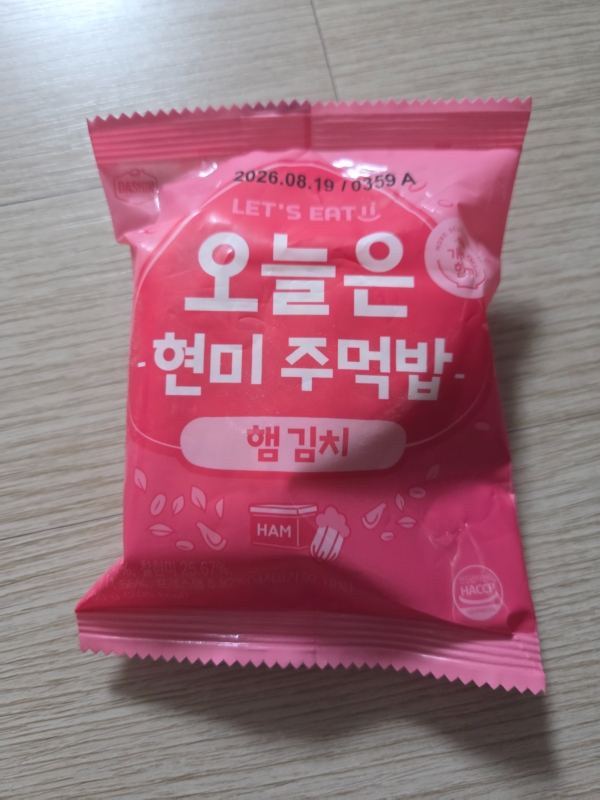 DASHIN
2026.08.19 / 0359 A
LET'S EAT
오늘은
현미 주먹밥
햄 김치
HAM
HACCP